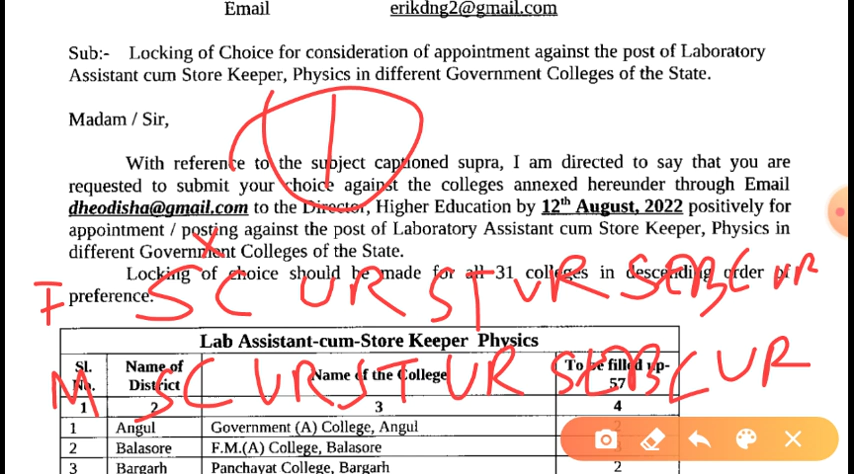 Email erikdng2@gmail.com
Sub:- Locking of Choice for consideration of appointment against the post of Laboratory
Assistant cum Store Keeper, Physics in different Government Colleges of the State.
Madam / Sir,
With reference to the subject captioned supra, I am directed to say that you are
requested to submit your choice against the colleges annexed hereunder through Email
dheodisha@gmail.com to the Director, Higher Education by 12th August, 2022 positively for
appointment / posting against the post of Laboratory Assistant cum Store Keeper, Physics in
different Government Colleges of the State.
Locking of choice should be made for all 31 colleges in descending order of
preference.
F SC UR ST UR SEBC UR
Lab Assistant-cum-Store Keeper Physics
Sl. No. Name of District Name of the College To be filled up- 57
M SC UR ST UR SEBC UR
1 2 3 4
1 Angul Government (A) College, Angul
2 Balasore F.M.(A) College, Balasore
3 Bargarh Panchayat College, Bargarh 2